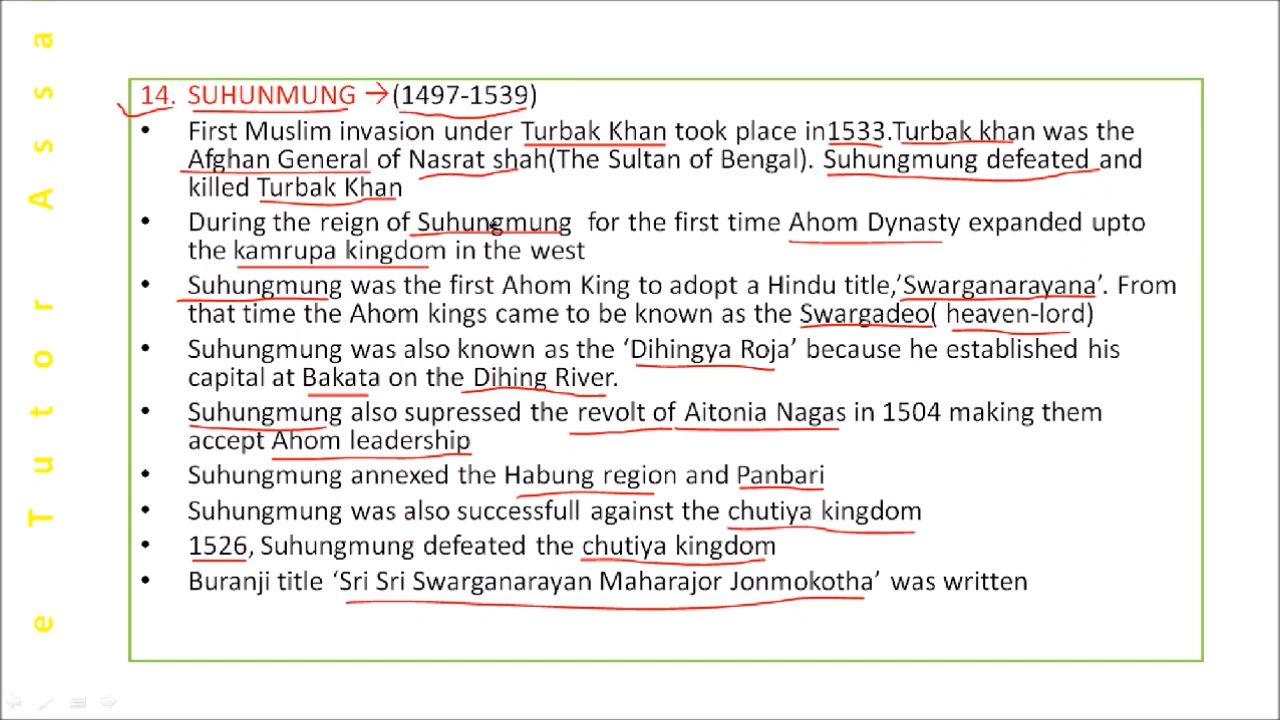 e Tutor Assa
14. SUHUNMUNG →(1497-1539)
• First Muslim invasion under Turbak Khan took place in1533.Turbak khan was the
Afghan General of Nasrat shah(The Sultan of Bengal). Suhungmung defeated and
killed Turbak Khan
• During the reign of Suhungmung for the first time Ahom Dynasty expanded upto
the kamrupa kingdom in the west
• Suhungmung was the first Ahom King to adopt a Hindu title,’Swarganarayana’. From
that time the Ahom kings came to be known as the Swargadeo( heaven-lord)
• Suhungmung was also known as the ‘Dihingya Roja’ because he established his
capital at Bakata on the Dihing River.
• Suhungmung also supressed the revolt of Aitonia Nagas in 1504 making them
accept Ahom leadership
• Suhungmung annexed the Habung region and Panbari
• Suhungmung was also successfull against the chutiya kingdom
• 1526, Suhungmung defeated the chutiya kingdom
• Buranji title ‘Sri Sri Swarganarayan Maharajor Jonmokotha’ was written